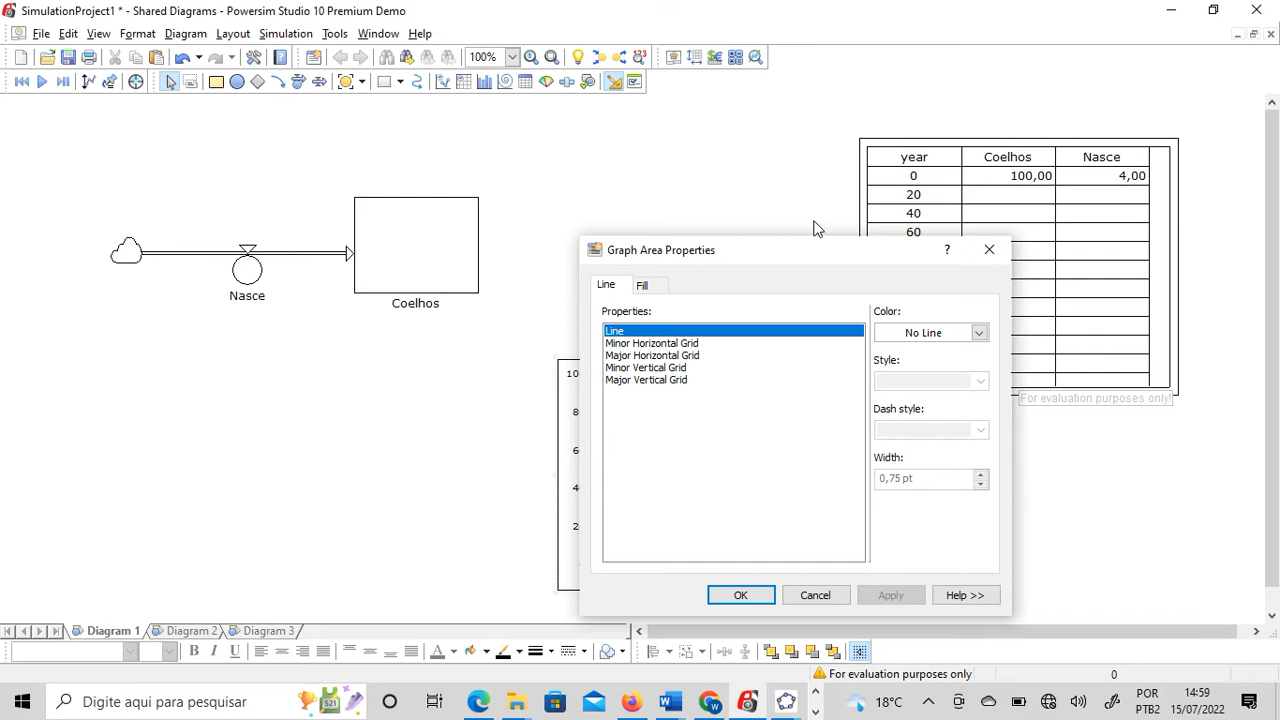 SimulationProject1 * - Shared Diagrams - Powersim Studio 10 Premium Demo
File Edit View Format Diagram Layout Simulation Tools Window Help
100%
year Coelhos Nasce
0 100,00 4,00
20
40
60
Nasce
Coelhos
Graph Area Properties
Line Fill
Properties:
Line
Minor Horizontal Grid
Major Horizontal Grid
Minor Vertical Grid
Major Vertical Grid
Color:
No Line
Style:
Dash style:
Width:
0,75 pt
OK Cancel Apply Help >>
For evaluation purposes only!
10
8
6
4
2
Diagram 1 Diagram 2 Diagram 3
B I U A
For evaluation purposes only 0
Digite aqui para pesquisar
521
18°C
POR
PTB2
14:59
15/07/2022